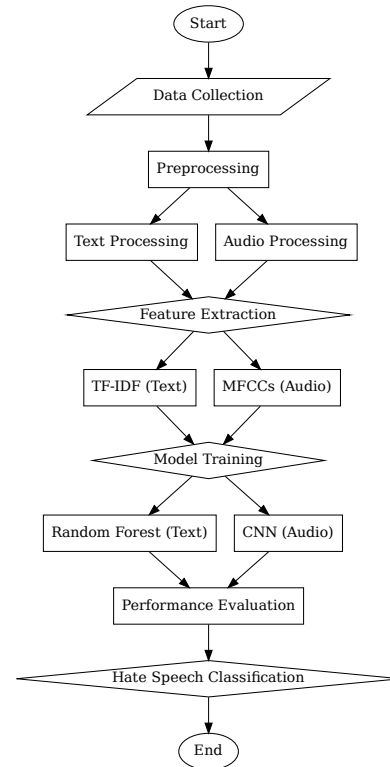 Start
Data Collection
Preprocessing
Text Processing
Audio Processing
Feature Extraction
TF-IDF (Text)
MFCCs (Audio)
Model Training
Random Forest (Text)
CNN (Audio)
Performance Evaluation
Hate Speech Classification
End